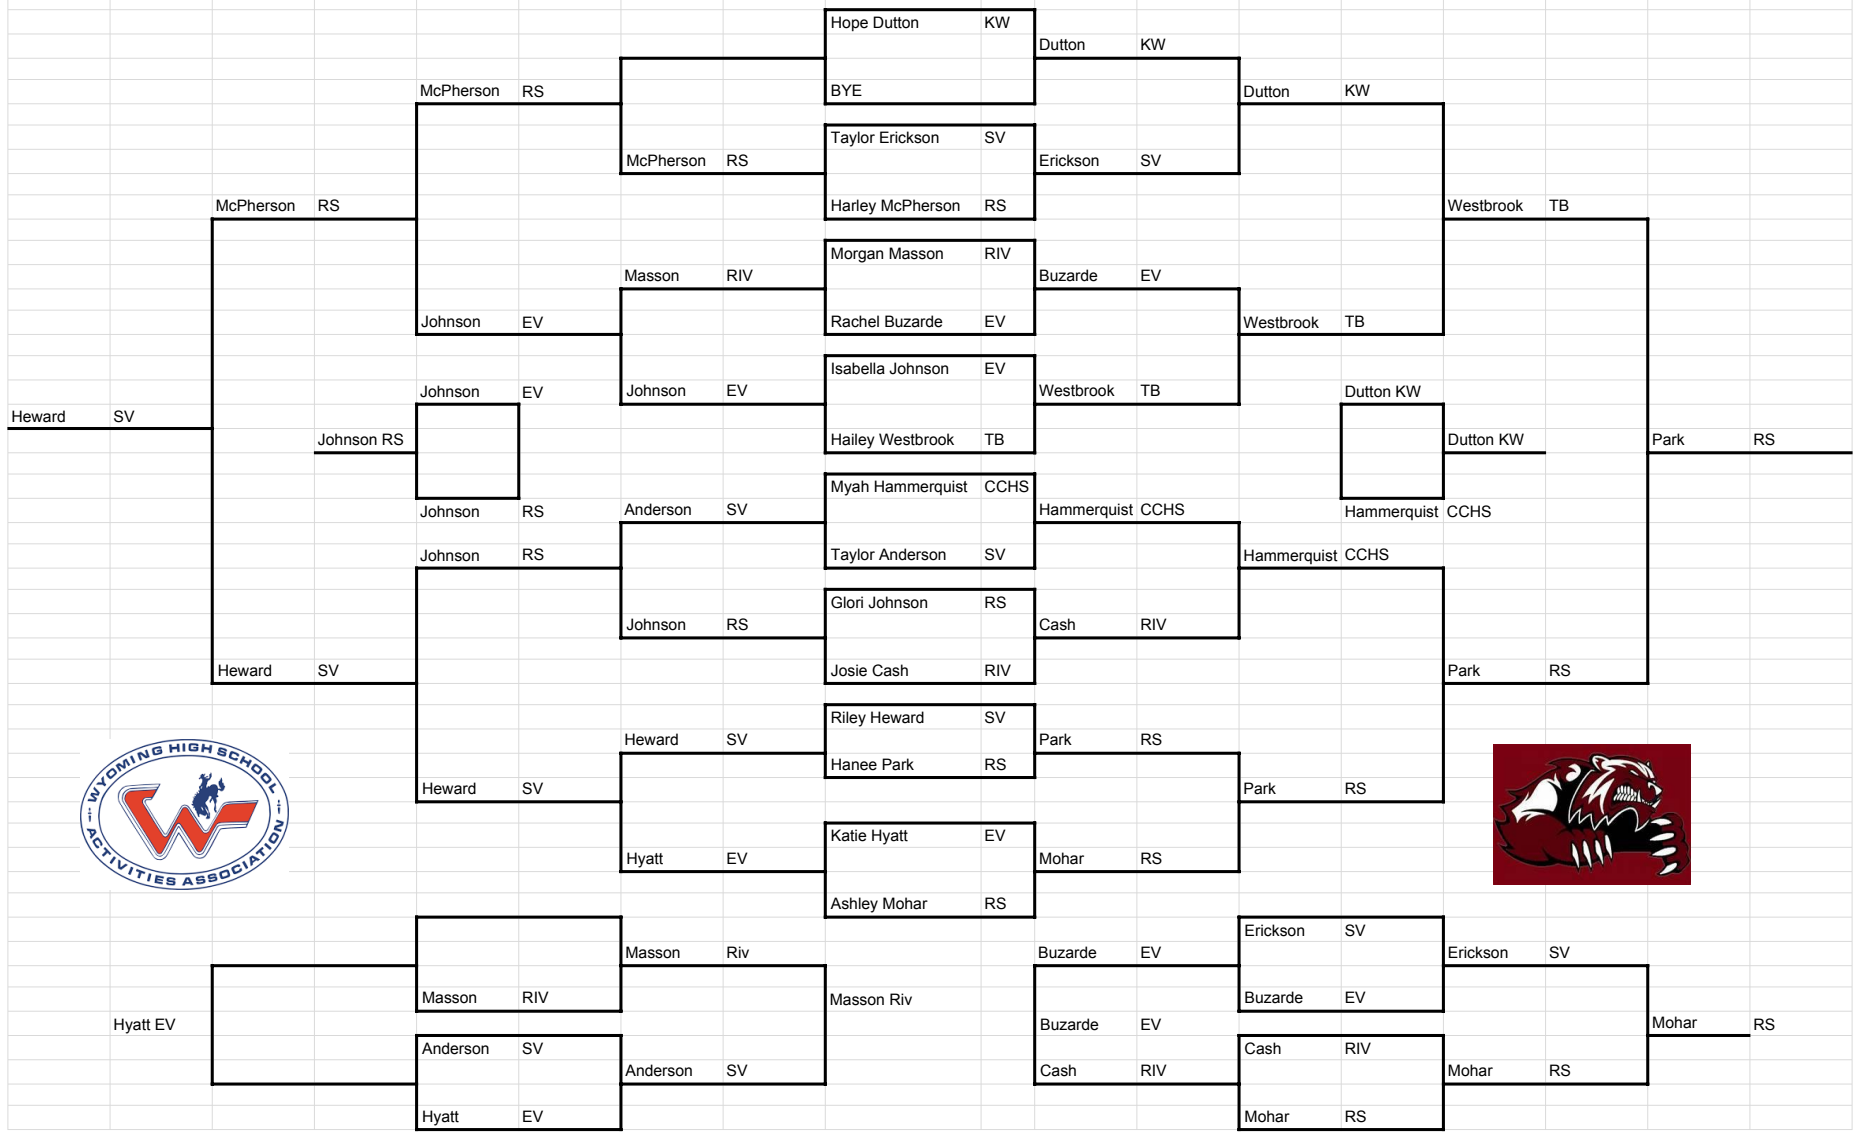 Hope Dutton KW
Dutton KW
McPherson RS
BYE
Dutton KW
Taylor Erickson SV
McPherson RS
Erickson SV
McPherson RS
Harley McPherson RS
Westbrook TB
Morgan Masson RIV
Masson RIV
Buzarde EV
Johnson EV
Rachel Buzarde EV
Westbrook TB
Isabella Johnson EV
Johnson EV
Johnson EV
Westbrook TB
Dutton KW
Heward SV
Johnson RS
Hailey Westbrook TB
Dutton KW
Park RS
Myah Hammerquist CCHS
Johnson RS
Anderson SV
Hammerquist CCHS
Hammerquist CCHS
Johnson RS
Taylor Anderson SV
Hammerquist CCHS
Glori Johnson RS
Johnson RS
Cash RIV
Heward SV
Josie Cash RIV
Park RS
Riley Heward SV
Heward SV
Park RS
Hanee Park RS
Heward SV
Park RS
WYOMING HIGH SCHOOL
ACTIVITIES ASSOCIATION
Katie Hyatt EV
Hyatt EV
Mohar RS
Ashley Mohar RS
Erickson SV
Masson Riv
Buzarde EV
Erickson SV
Masson RIV
Masson Riv
Buzarde EV
Hyatt EV
Buzarde EV
Mohar RS
Anderson SV
Cash RIV
Anderson SV
Cash RIV
Mohar RS
Hyatt EV
Mohar RS